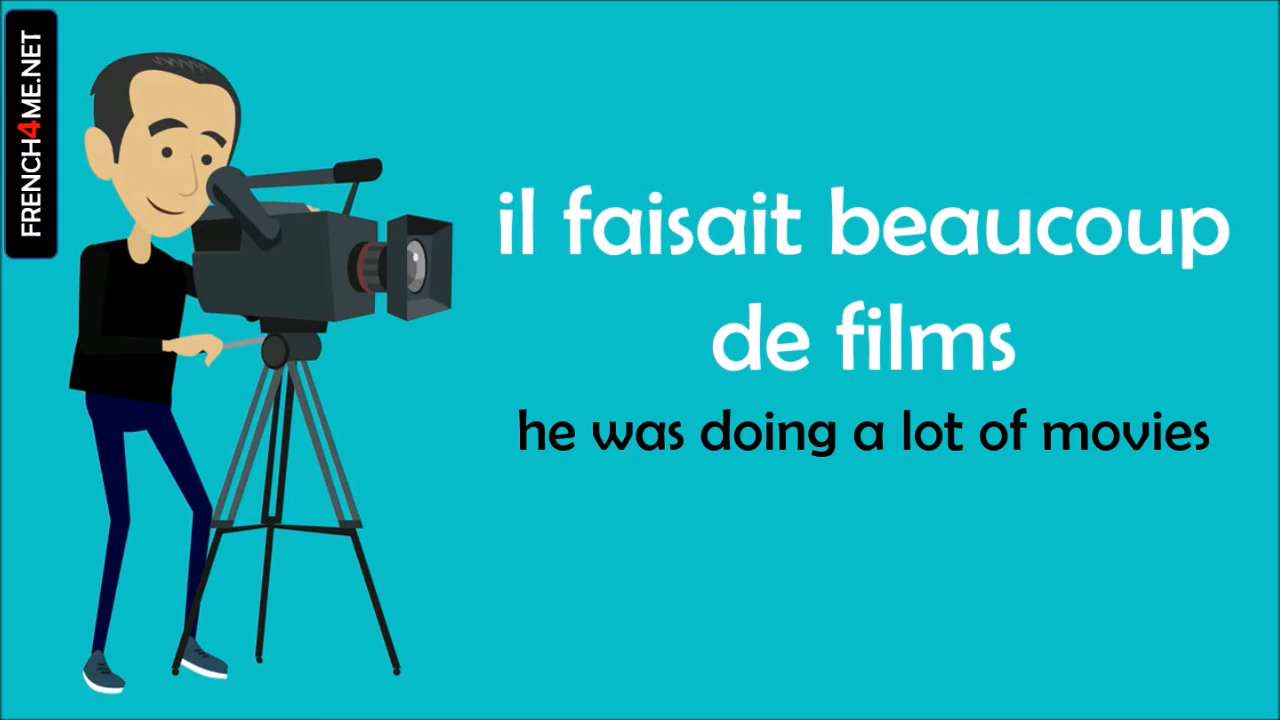 FRENCH4ME.NET
il faisait beaucoup
de films
he was doing a lot of movies